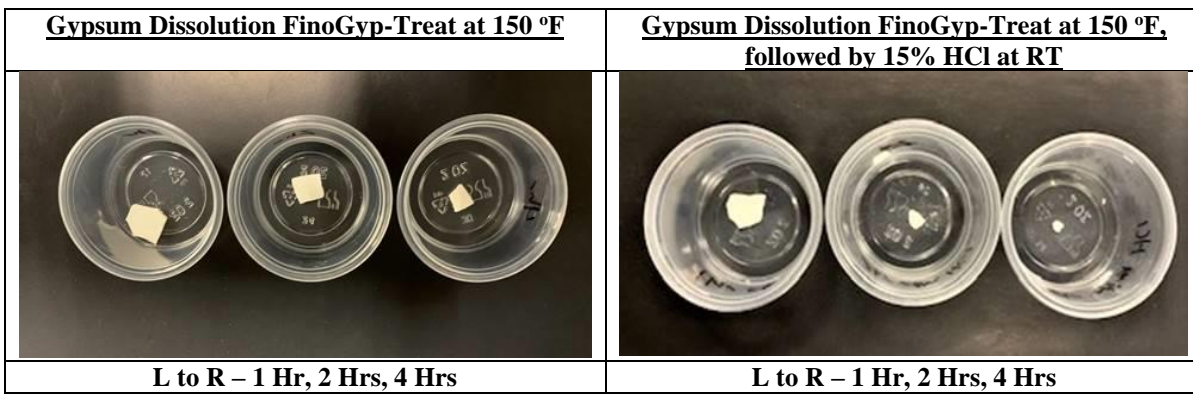 Gypsum Dissolution FinoGyp-Treat at 150 °F
Gypsum Dissolution FinoGyp-Treat at 150 °F,
followed by 15% HCl at RT
L to R – 1 Hr, 2 Hrs, 4 Hrs
L to R – 1 Hr, 2 Hrs, 4 Hrs